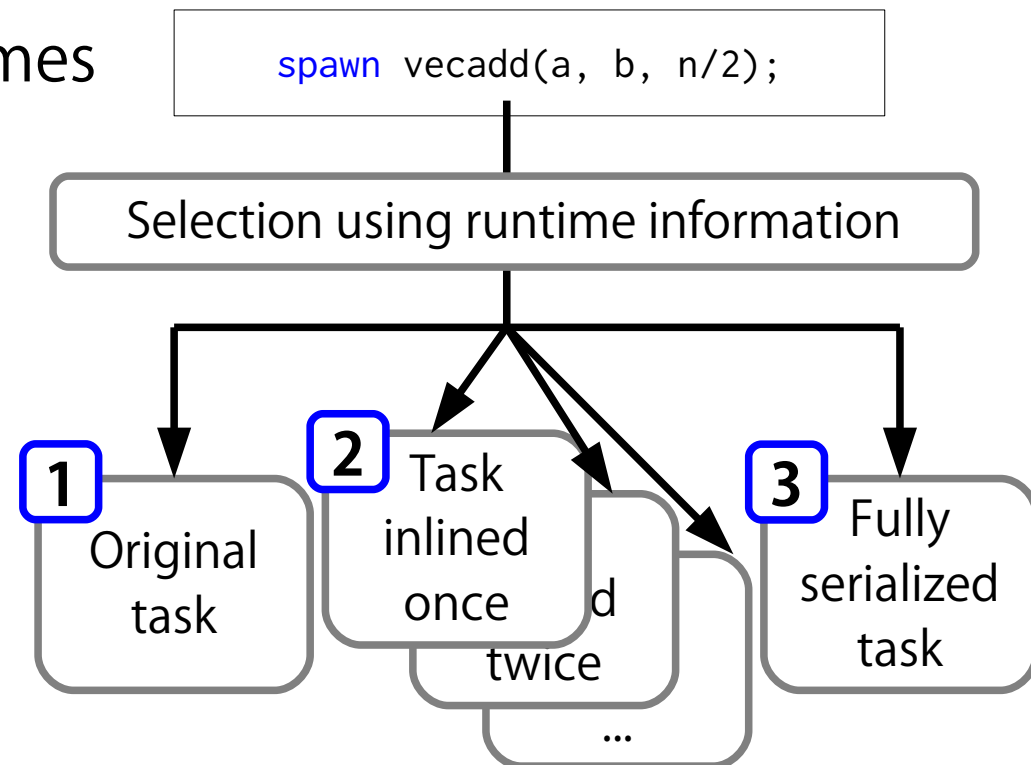 mes
spawn vecadd(a, b, n/2);
Selection using runtime information
1
Original
task
2
Task
inlined
once
d
twice
...
3
Fully
serialized
task